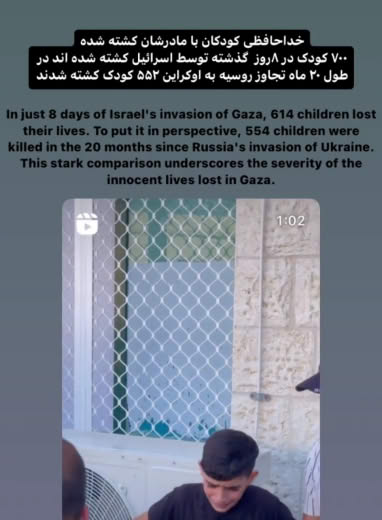 خداحافظی کودکان با مادرشان کشته شده
۷۰۰ کودک در ۸روز گذشته توسط اسرائیل کشته شده اند در
طول ۲۰ ماه تجاوز روسیه به اوکراین ۵۵۲ کودک کشته شدند
In just 8 days of Israel's invasion of Gaza, 614 children lost
their lives. To put it in perspective, 554 children were
killed in the 20 months since Russia's invasion of Ukraine.
This stark comparison underscores the severity of the
innocent lives lost in Gaza.
1:02